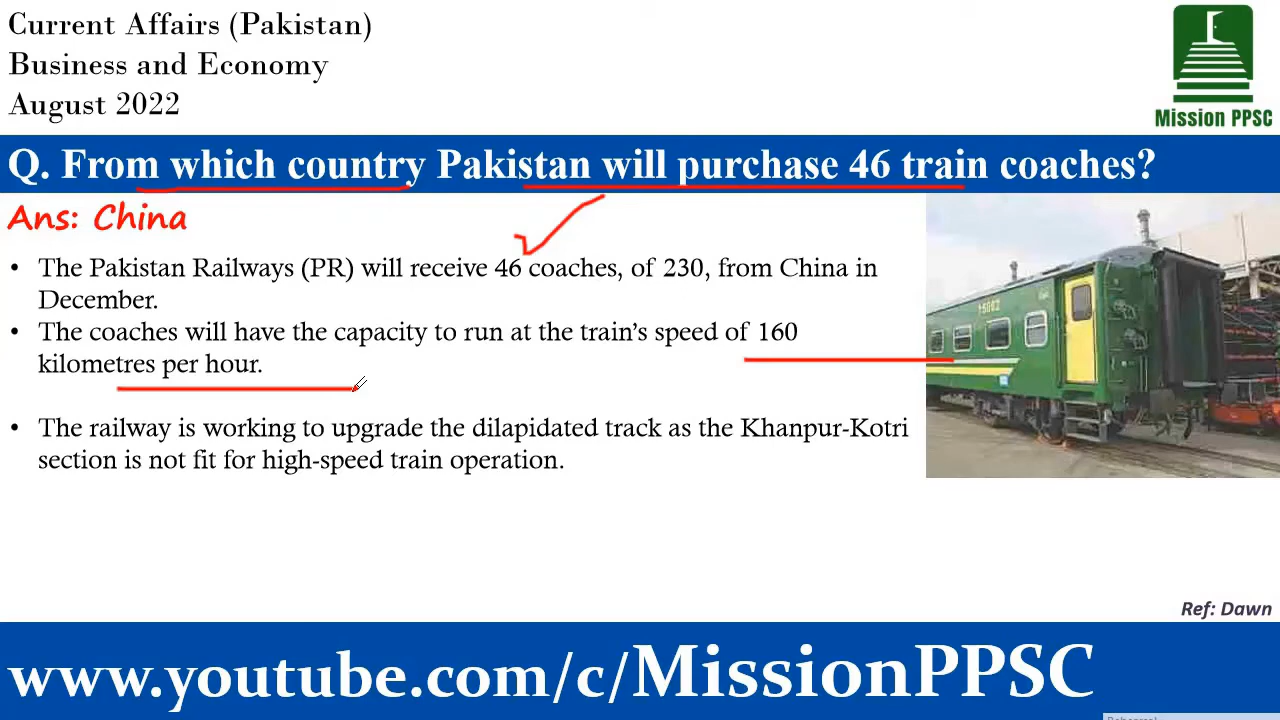 Current Affairs (Pakistan)
Business and Economy
August 2022
Mission PPSC
Q. From which country Pakistan will purchase 46 train coaches?
Ans: China
• The Pakistan Railways (PR) will receive 46 coaches, of 230, from China in
December.
• The coaches will have the capacity to run at the train's speed of 160
kilometres per hour.
• The railway is working to upgrade the dilapidated track as the Khanpur-Kotri
section is not fit for high-speed train operation.
Ref: Dawn
www.youtube.com/c/MissionPPSC